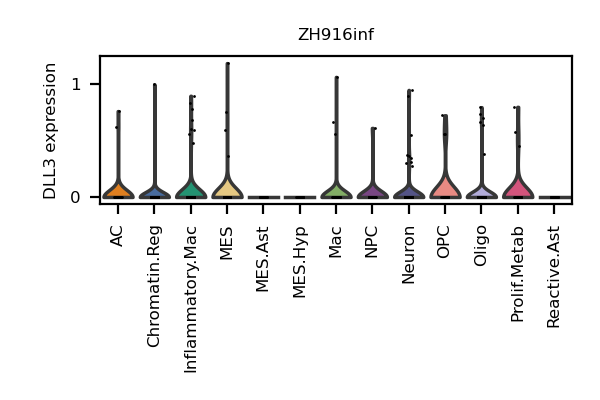 ZH916inf
DLL3 expression
1
0
AC
Chromatin.Reg
Inflammatory.Mac
MES
MES.Ast
MES.Hyp
Mac
NPC
Neuron
OPC
Oligo
Prolif.Metab
Reactive.Ast